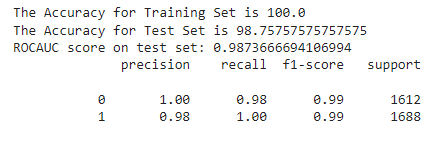 The Accuracy for Training Set is 100.0
The Accuracy for Test Set is 98.75757575757575
ROCAUC score on test set: 0.9873666694106994
precision recall f1-score support
0 1.00 0.98 0.99 1612
1 0.98 1.00 0.99 1688